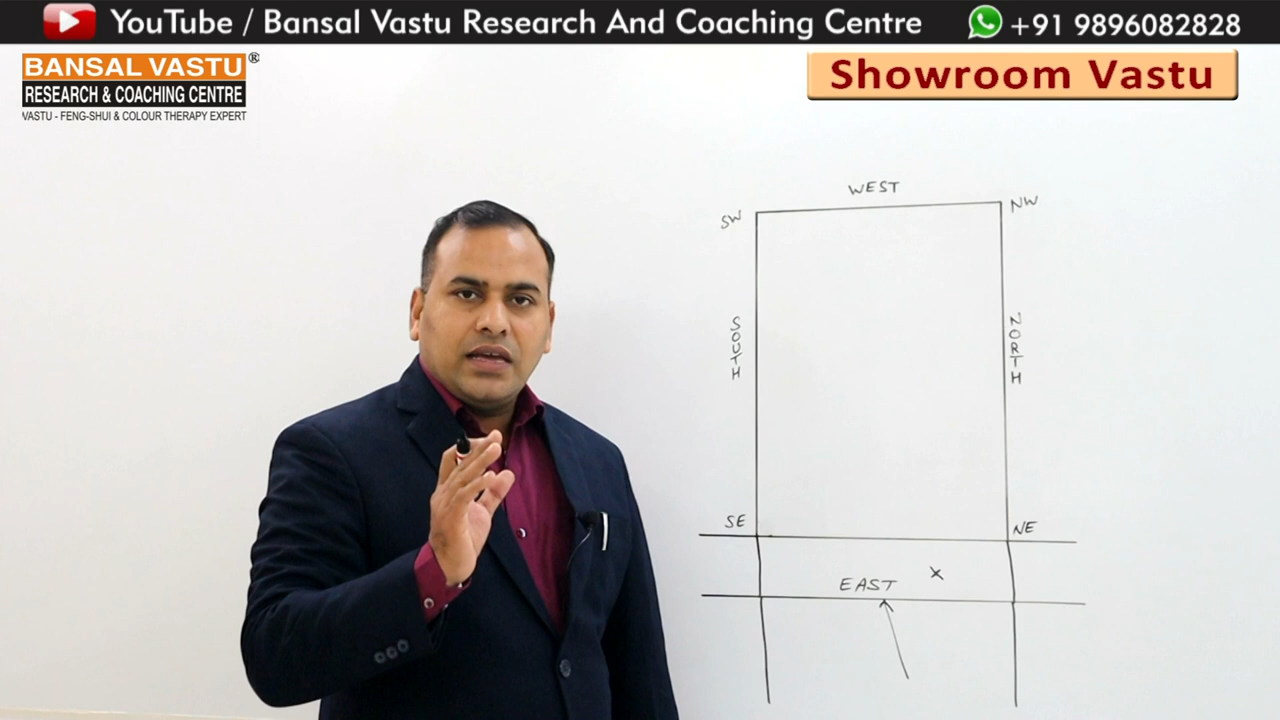 YouTube / Bansal Vastu Research And Coaching Centre
+91 9896082828
BANSAL VASTU®
RESEARCH & COACHING CENTRE
VASTU - FENG-SHUI & COLOUR THERAPY EXPERT
Showroom Vastu
WEST
SW
NW
SOUTH
NORTH
SE
NE
EAST
X